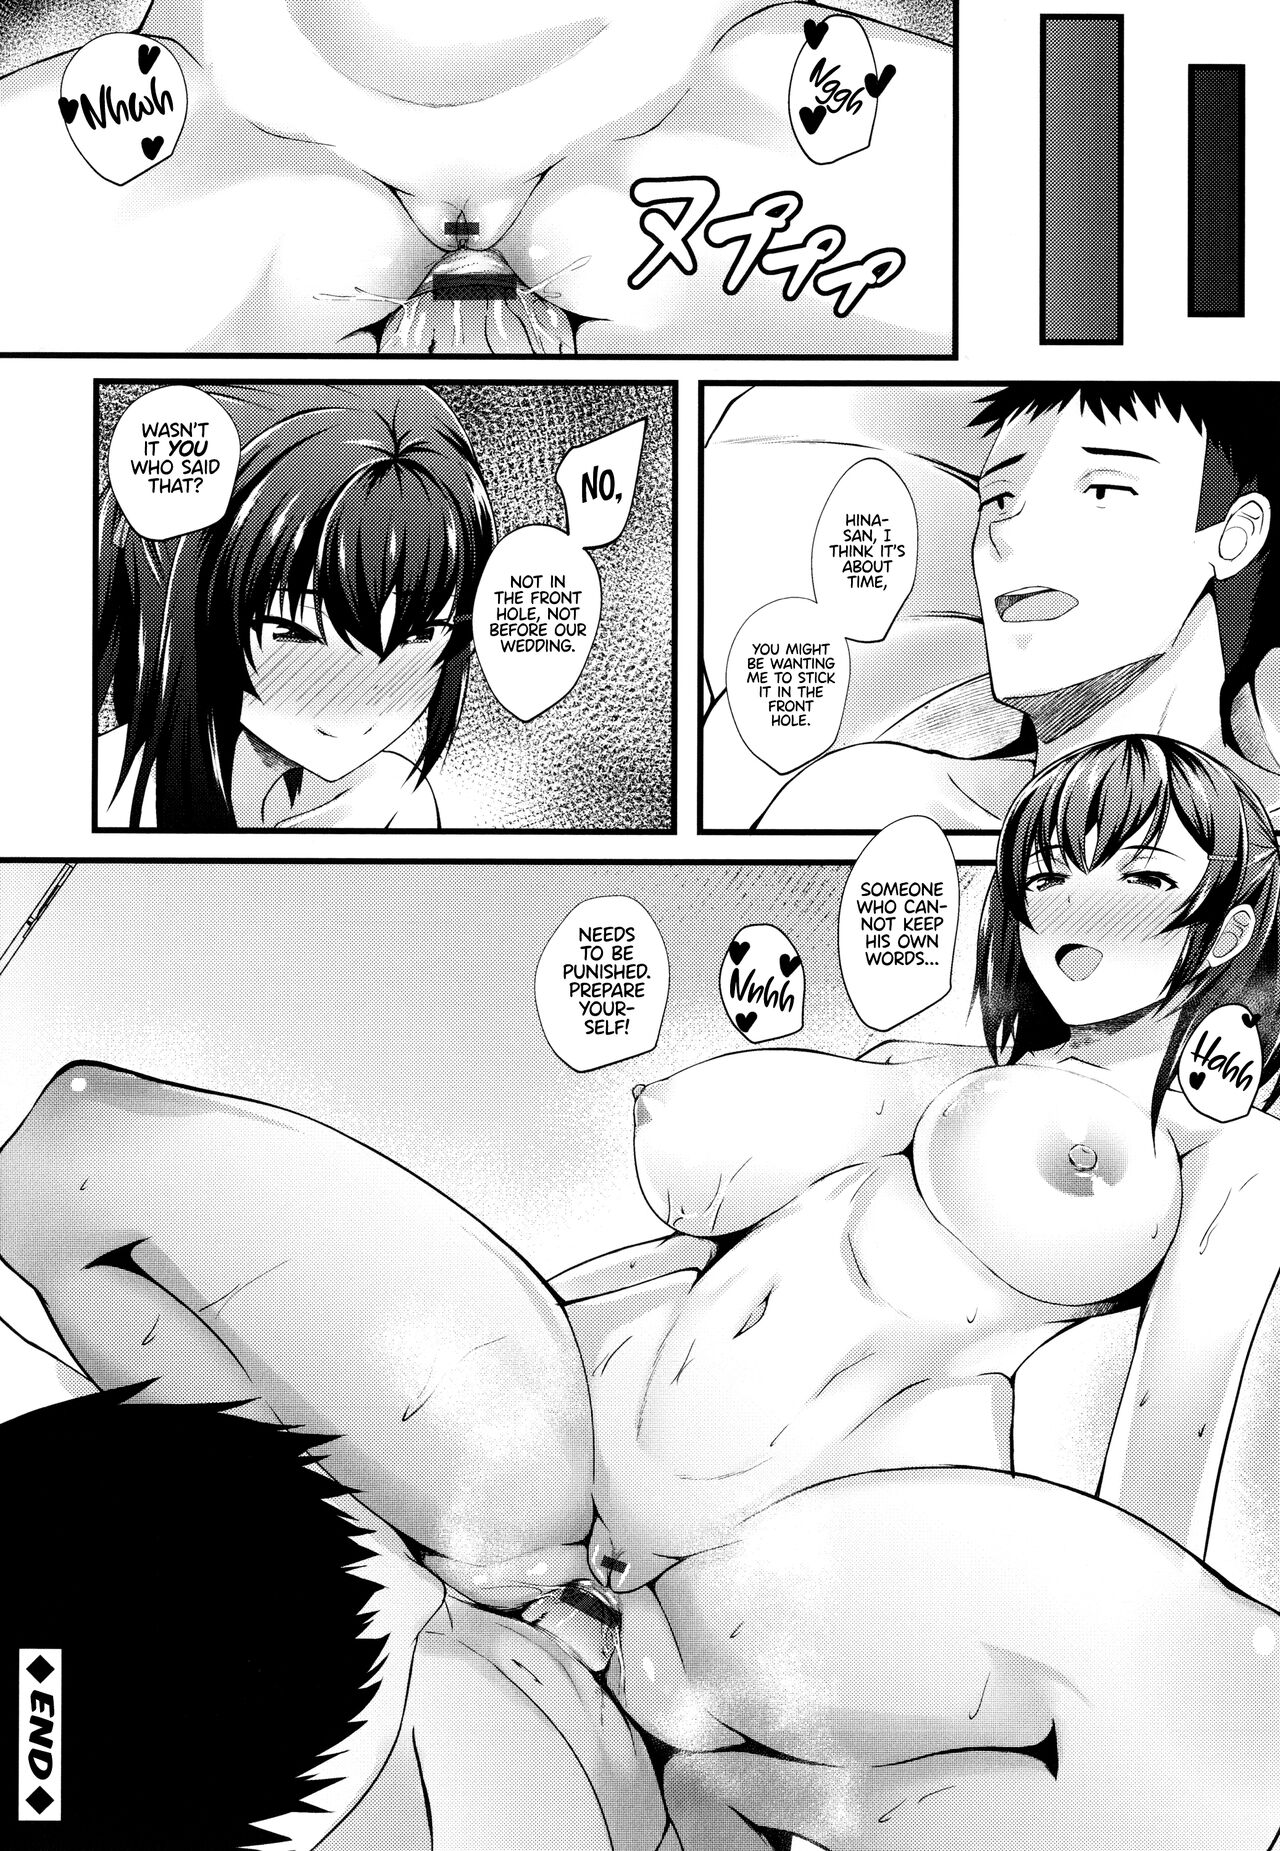 Nggh
Nhwh
ヌプププ
HINA-
SAN, I
THINK IT'S
ABOUT
TIME,
YOU MIGHT
BE WANTING
ME TO STICK
IT IN THE
FRONT
HOLE.
NO,
NOT IN
THE FRONT
HOLE, NOT
BEFORE OUR
WEDDING.
WASN'T
IT YOU
WHO SAID
THAT?
SOMEONE
WHO CAN-
NOT KEEP
HIS OWN
WORDS...
Hahh
Nnhh
NEEDS
TO BE
PUNISHED.
PREPARE
YOUR-
SELF!
END